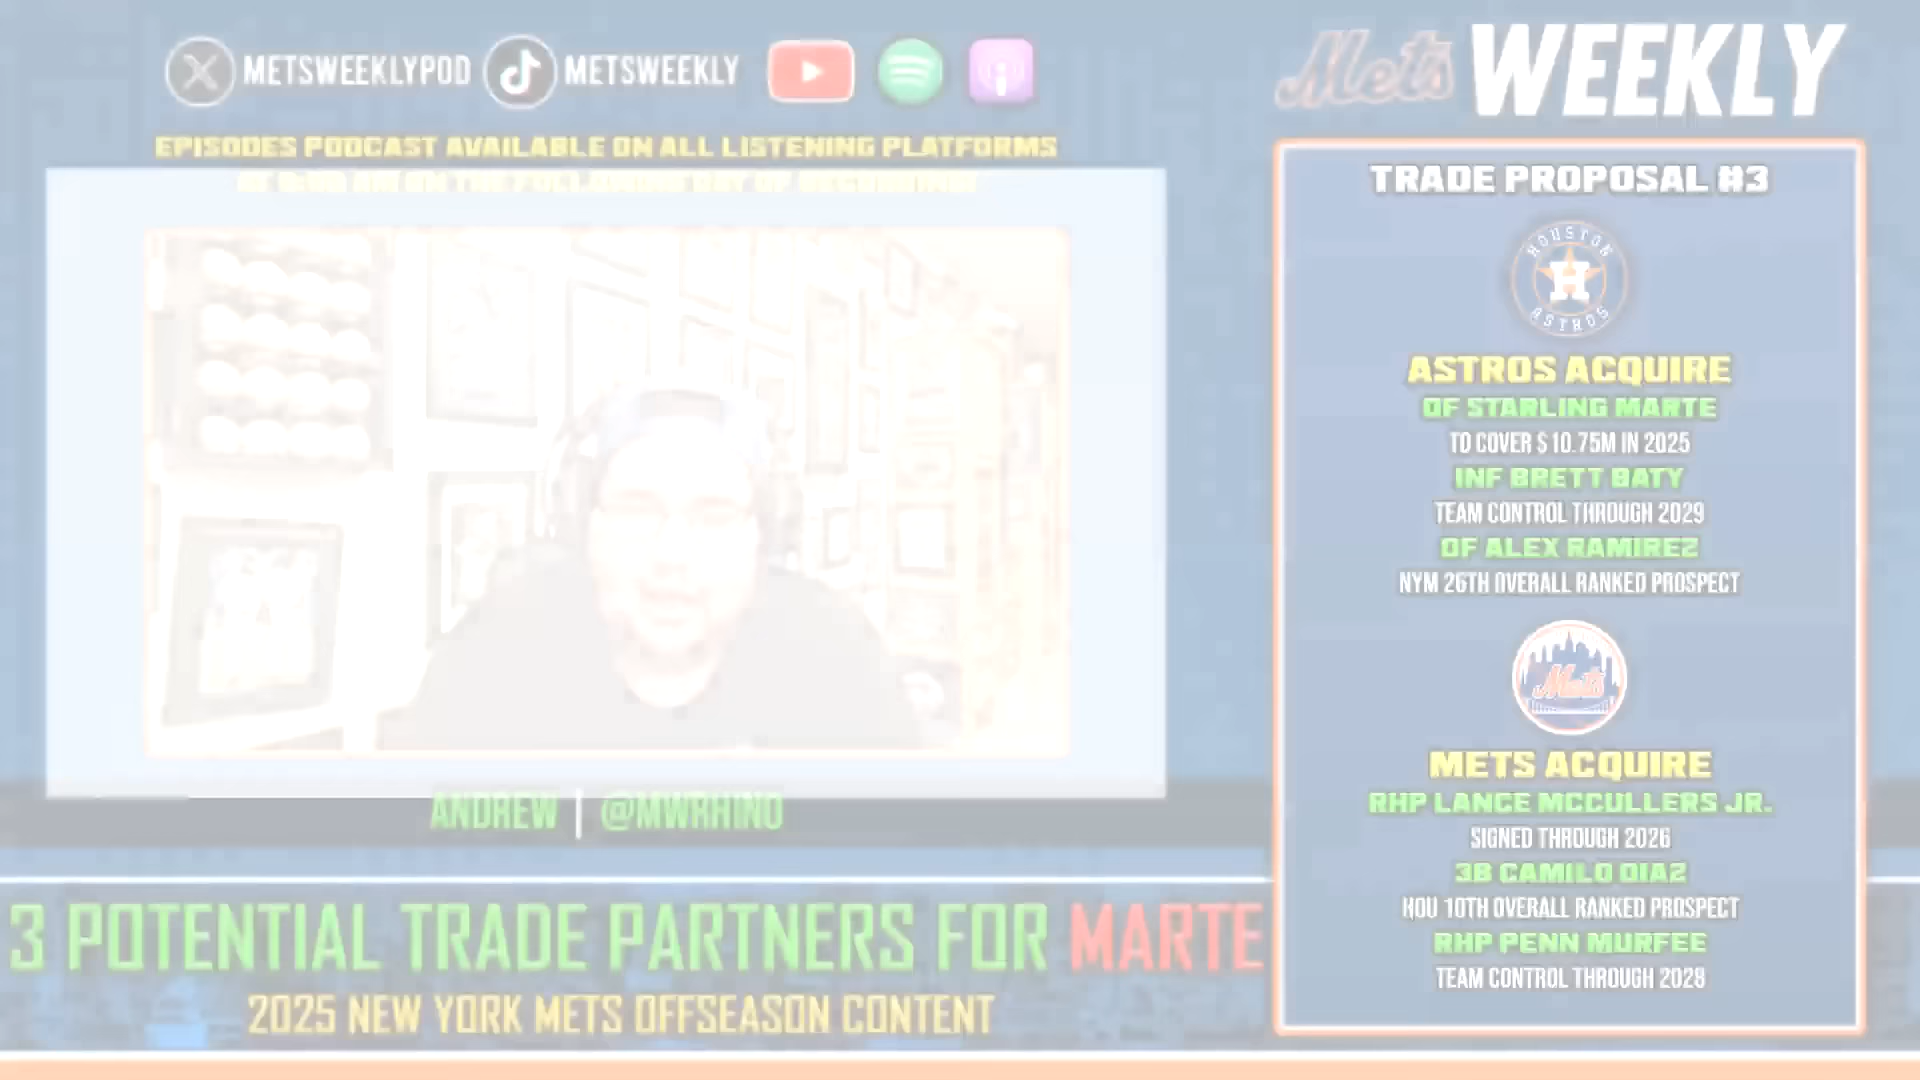 METSWEEKLYPOD METSWEEKLY
EPISODES PODCAST AVAILABLE ON ALL LISTENING PLATFORMS
ANDREW | @MWRHINO
3 POTENTIAL TRADE PARTNERS FOR MARTE
2025 NEW YORK METS OFFSEASON CONTENT
Mets WEEKLY
TRADE PROPOSAL #3
HOUSTON
H
ASTROS
ASTROS ACQUIRE
OF STARLING MARTE
TO COVER $10.75M IN 2025
INF BRETT BATY
TEAM CONTROL THROUGH 2029
OF ALEX RAMIREZ
NYM 26TH OVERALL RANKED PROSPECT
Mets
METS ACQUIRE
RHP LANCE MCCULLERS JR.
SIGNED THROUGH 2026
3B CAMILO DIAZ
HOU 10TH OVERALL RANKED PROSPECT
RHP PENN MURFEE
TEAM CONTROL THROUGH 2028